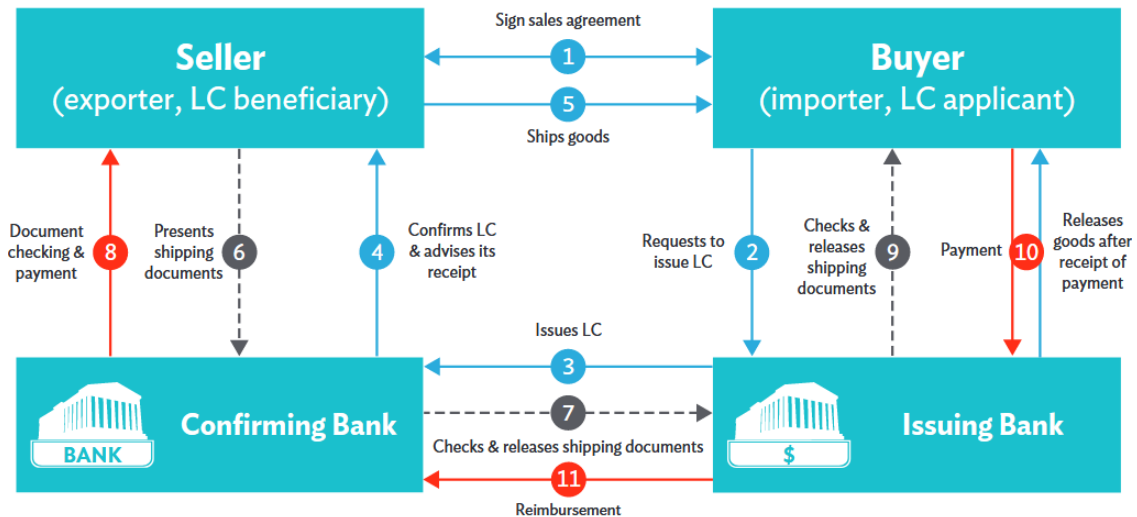 Sign sales agreement
1
Seller
(exporter, LC beneficiary)
Buyer
(importer, LC applicant)
5
Ships goods
Document
checking &
payment
8
Presents
shipping
documents
6
4
Confirms LC
& advises its
receipt
Requests to
issue LC
2
Checks &
releases
shipping
documents
9
Payment
10
Releases
goods after
receipt of
payment
Issues LC
3
7
Checks & releases shipping documents
11
Reimbursement
BANK
Confirming Bank
$
Issuing Bank